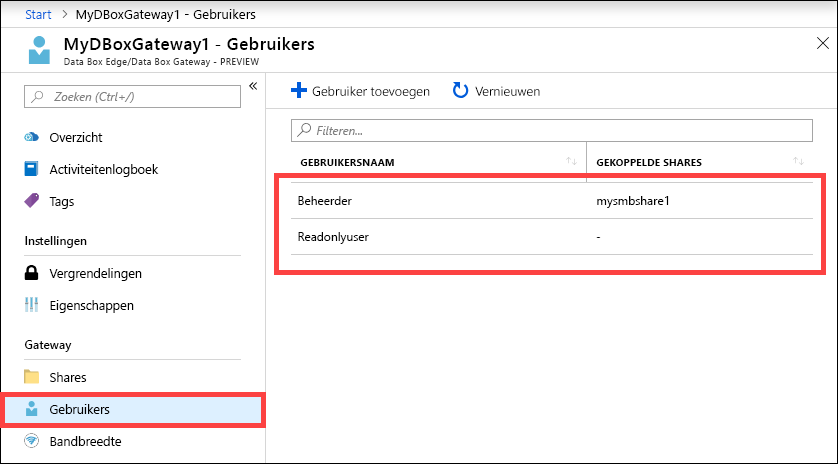 Start > MyDBoxGateway1 - Gebruikers
MyDBoxGateway1 - Gebruikers
Data Box Edge/Data Box Gateway - PREVIEW
Zoeken (Ctrl+/)
Overzicht
Activiteitenlogboek
Tags
Instellingen
Vergrendelingen
Eigenschappen
Gateway
Shares
Gebruikers
Bandbreedte
Gebruiker toevoegen Vernieuwen
Filteren...
GEBRUIKERSNAAM GEKOPPELDE SHARES
Beheerder mysmbshare1
Readonlyuser -